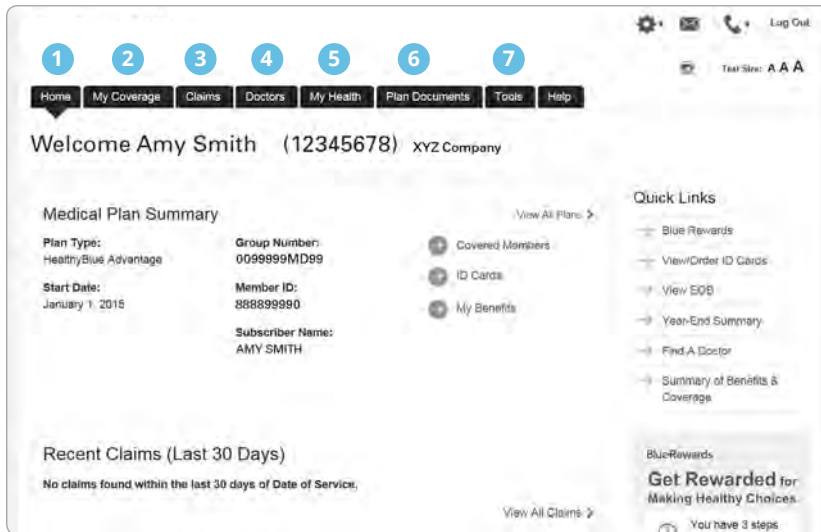 Log Out
Text Size: A A A
1 2 3 4 5 6 7
Home My Coverage Claims Doctors My Health Plan Documents Tools Help
Welcome Amy Smith (12345678) XYZ Company
Medical Plan Summary
View All Plans
Plan Type:
HealthyBlue Advantage
Start Date:
January 1, 2015
Group Number:
0099999MD99
Member ID:
888899990
Subscriber Name:
AMY SMITH
Covered Members
ID Cards
My Benefits
Recent Claims (Last 30 Days)
No claims found within the last 30 days of Date of Service.
View All Claims
Quick Links
Blue Rewards
View/Order ID Cards
View EOB
Year-End Summary
Find A Doctor
Summary of Benefits &
Coverage
BlueRewards
Get Rewarded for
Making Healthy Choices
You have 3 steps